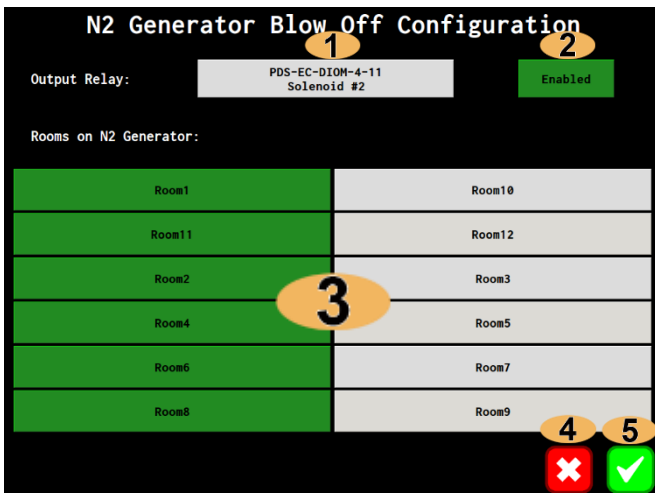 N2 Generator Blow Off Configuration
1
2
Output Relay:
PDS-EC-DIOM-4-11
Solenoid #2
Enabled
Rooms on N2 Generator:
Room1
Room10
Room11
Room12
Room2
Room3
3
Room4
Room5
Room6
Room7
Room8
Room9
4
5